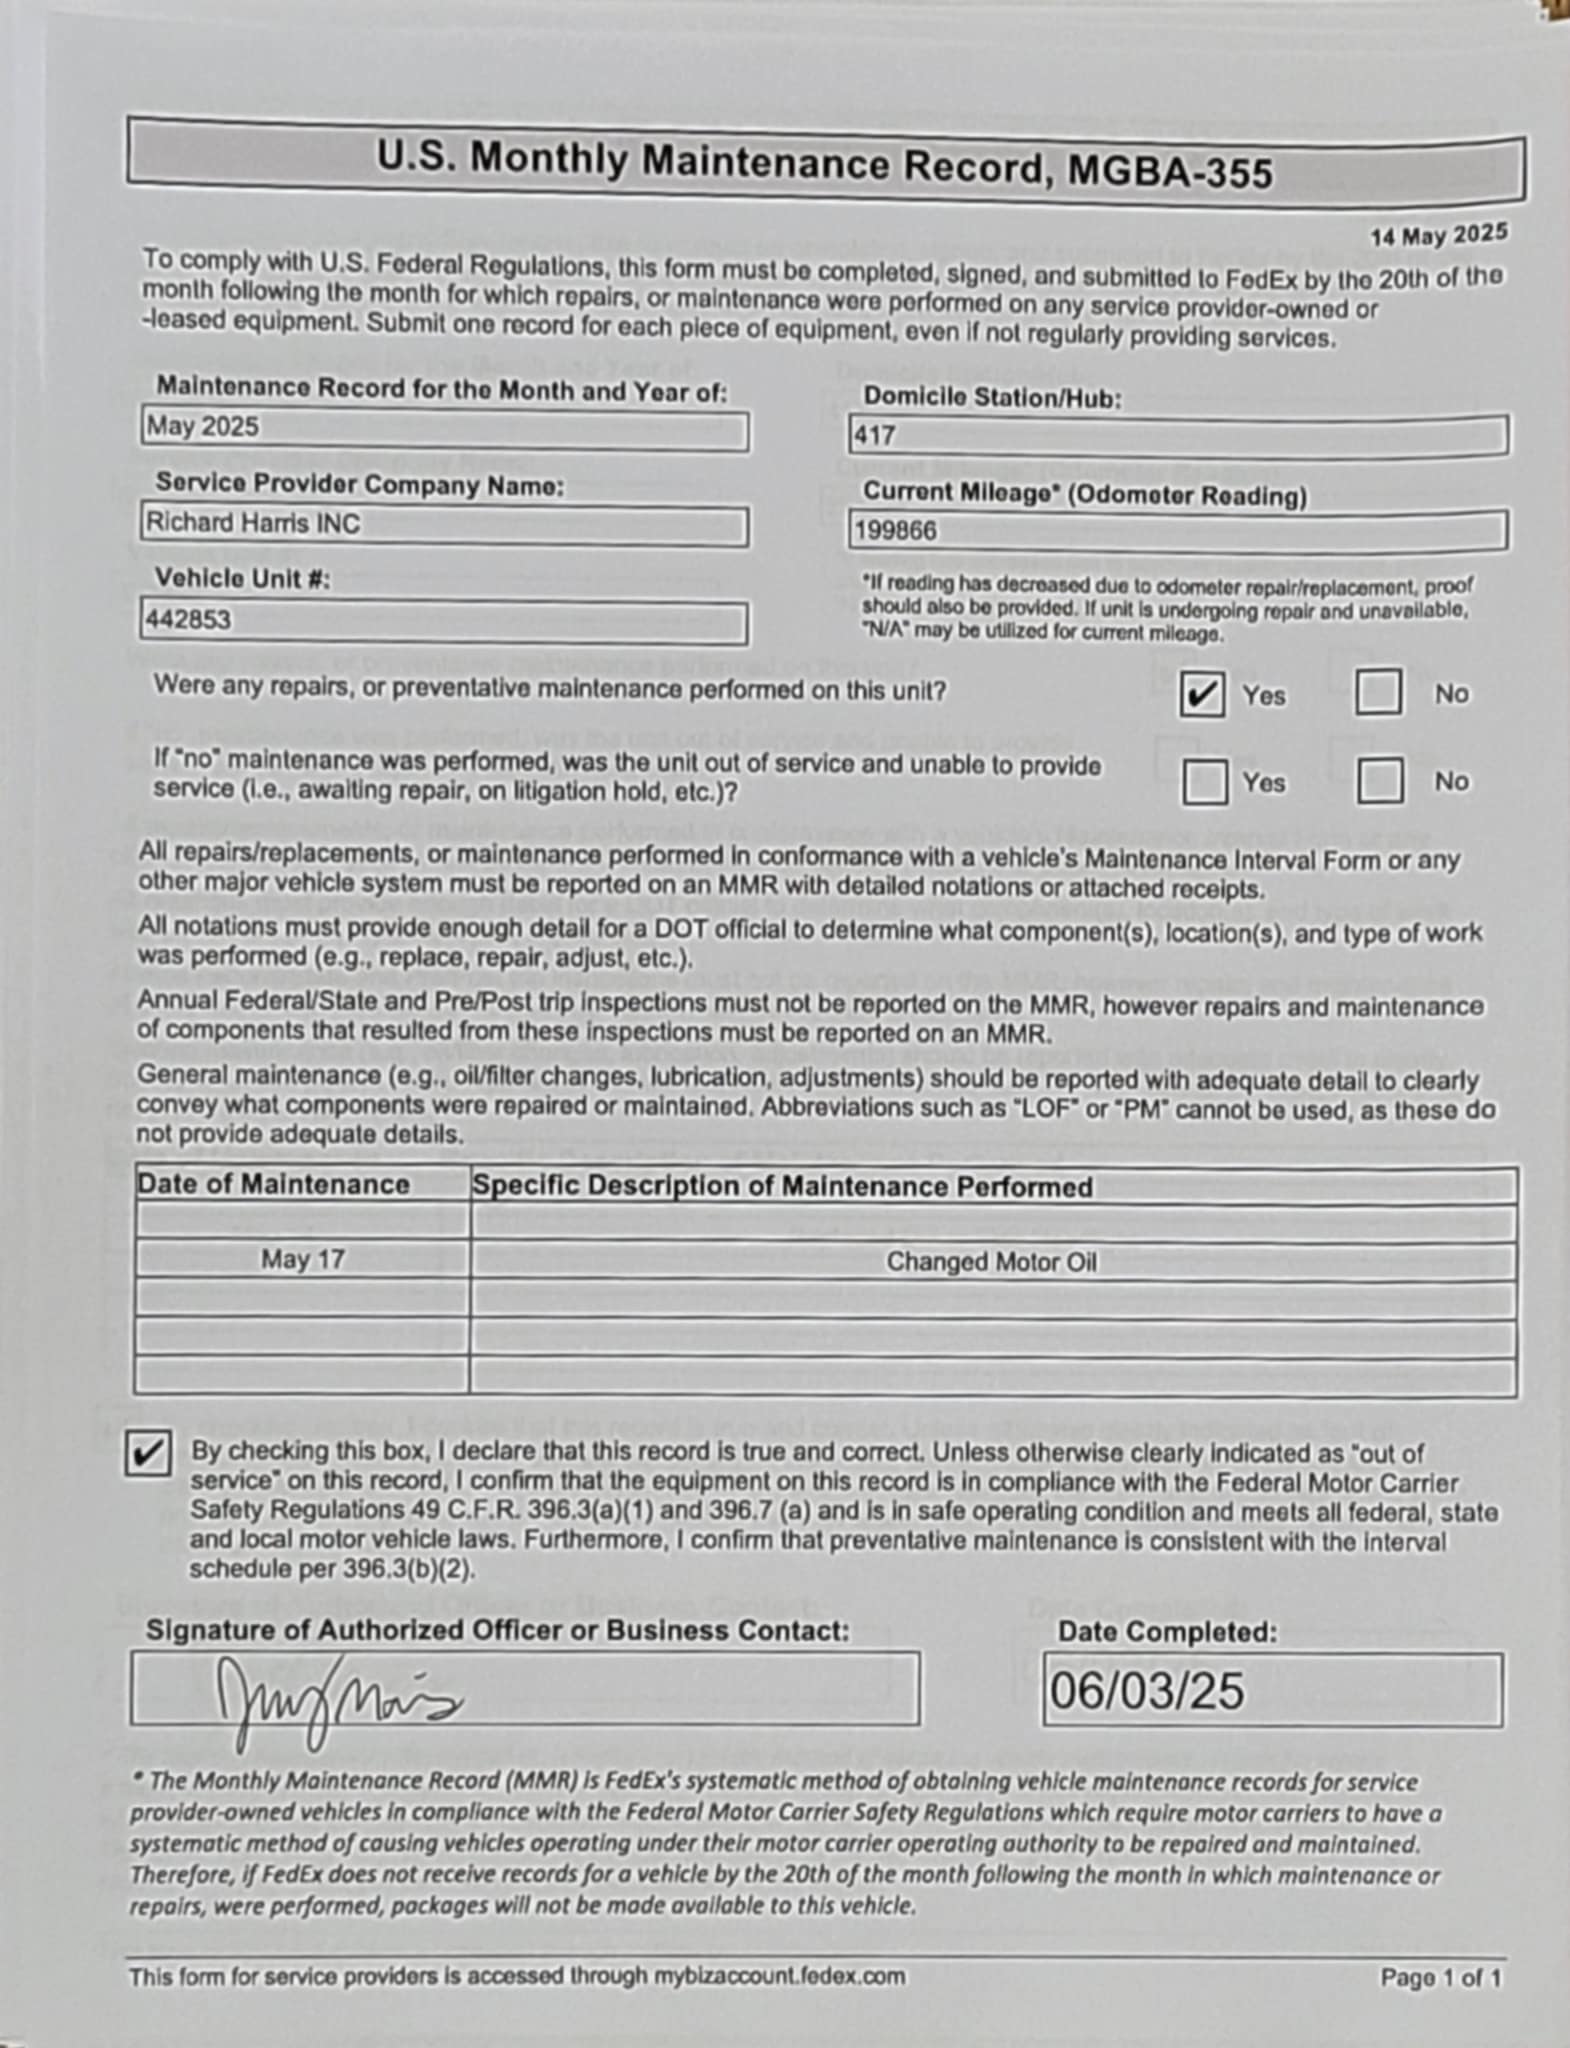 U.S. Monthly Maintenance Record, MGBA-355
14 May 2025
To comply with U.S. Federal Regulations, this form must be completed, signed, and submitted to FedEx by the 20th of the
month following the month for which repairs, or maintenance were performed on any service provider-owned or
-leased equipment. Submit one record for each piece of equipment, even if not regularly providing services.
Maintenance Record for the Month and Year of:
May 2025
Domicile Station/Hub:
417
Service Provider Company Name:
Richard Harris INC
Current Mileage* (Odometer Reading)
199866
Vehicle Unit #:
442853
*If reading has decreased due to odometer repair/replacement, proof
should also be provided. If unit is undergoing repair and unavailable,
"N/A" may be utilized for current mileage.
Were any repairs, or preventative maintenance performed on this unit? ✔ Yes No
If "no" maintenance was performed, was the unit out of service and unable to provide
service (i.e., awaiting repair, on litigation hold, etc.)? Yes No
All repairs/replacements, or maintenance performed in conformance with a vehicle's Maintenance Interval Form or any
other major vehicle system must be reported on an MMR with detailed notations or attached receipts.
All notations must provide enough detail for a DOT official to determine what component(s), location(s), and type of work
was performed (e.g., replace, repair, adjust, etc.).
Annual Federal/State and Pre/Post trip inspections must not be reported on the MMR, however repairs and maintenance
of components that resulted from these inspections must be reported on an MMR.
General maintenance (e.g., oil/filter changes, lubrication, adjustments) should be reported with adequate detail to clearly
convey what components were repaired or maintained. Abbreviations such as "LOF" or "PM" cannot be used, as these do
not provide adequate details.
Date of Maintenance Specific Description of Maintenance Performed
May 17 Changed Motor Oil
✔ By checking this box, I declare that this record is true and correct. Unless otherwise clearly indicated as "out of
service" on this record, I confirm that the equipment on this record is in compliance with the Federal Motor Carrier
Safety Regulations 49 C.F.R. 396.3(a)(1) and 396.7 (a) and is in safe operating condition and meets all federal, state
and local motor vehicle laws. Furthermore, I confirm that preventative maintenance is consistent with the interval
schedule per 396.3(b)(2).
Signature of Authorized Officer or Business Contact:
Date Completed:
06/03/25
* The Monthly Maintenance Record (MMR) is FedEx's systematic method of obtaining vehicle maintenance records for service
provider-owned vehicles in compliance with the Federal Motor Carrier Safety Regulations which require motor carriers to have a
systematic method of causing vehicles operating under their motor carrier operating authority to be repaired and maintained.
Therefore, if FedEx does not receive records for a vehicle by the 20th of the month following the month in which maintenance or
repairs, were performed, packages will not be made available to this vehicle.
This form for service providers is accessed through mybizaccount.fedex.com
Page 1 of 1